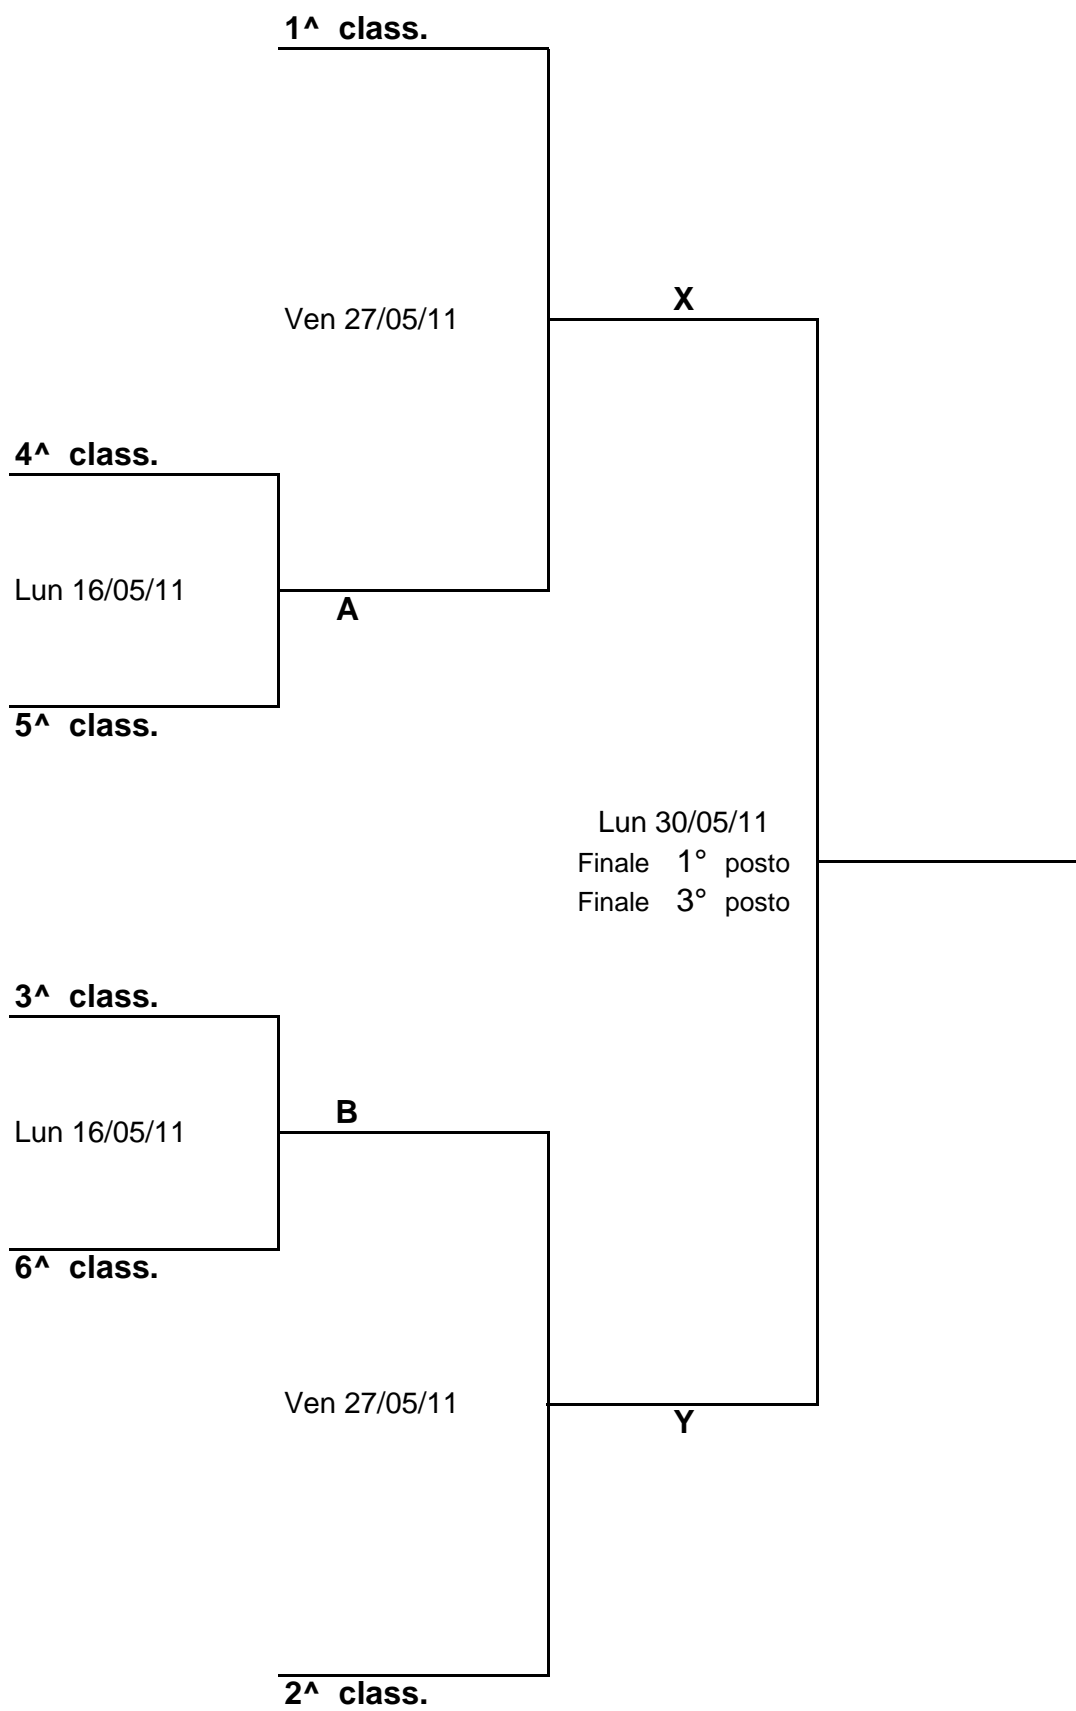 1^ class.
X
Ven 27/05/11
4^ class.
Lun 16/05/11
A
5^ class.
Lun 30/05/11
Finale 1° posto
Finale 3° posto
3^ class.
B
Lun 16/05/11
6^ class.
Ven 27/05/11
Y
2^ class.